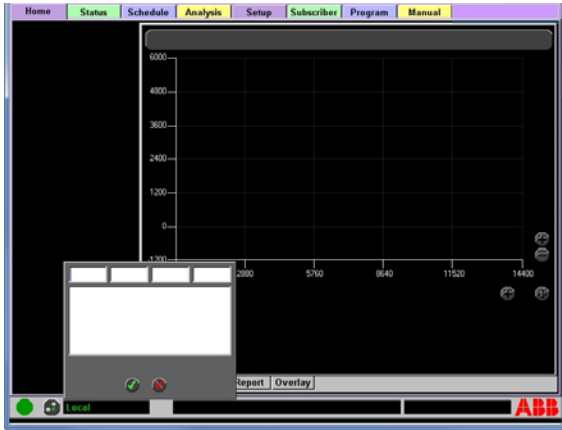 Home Status Schedule Analysis Setup Subscriber Program Manual
6000
4800
3600
2400
1200
0
-1200
2880 5760 8640 11520 14400
Report Overlay
Local
ABB